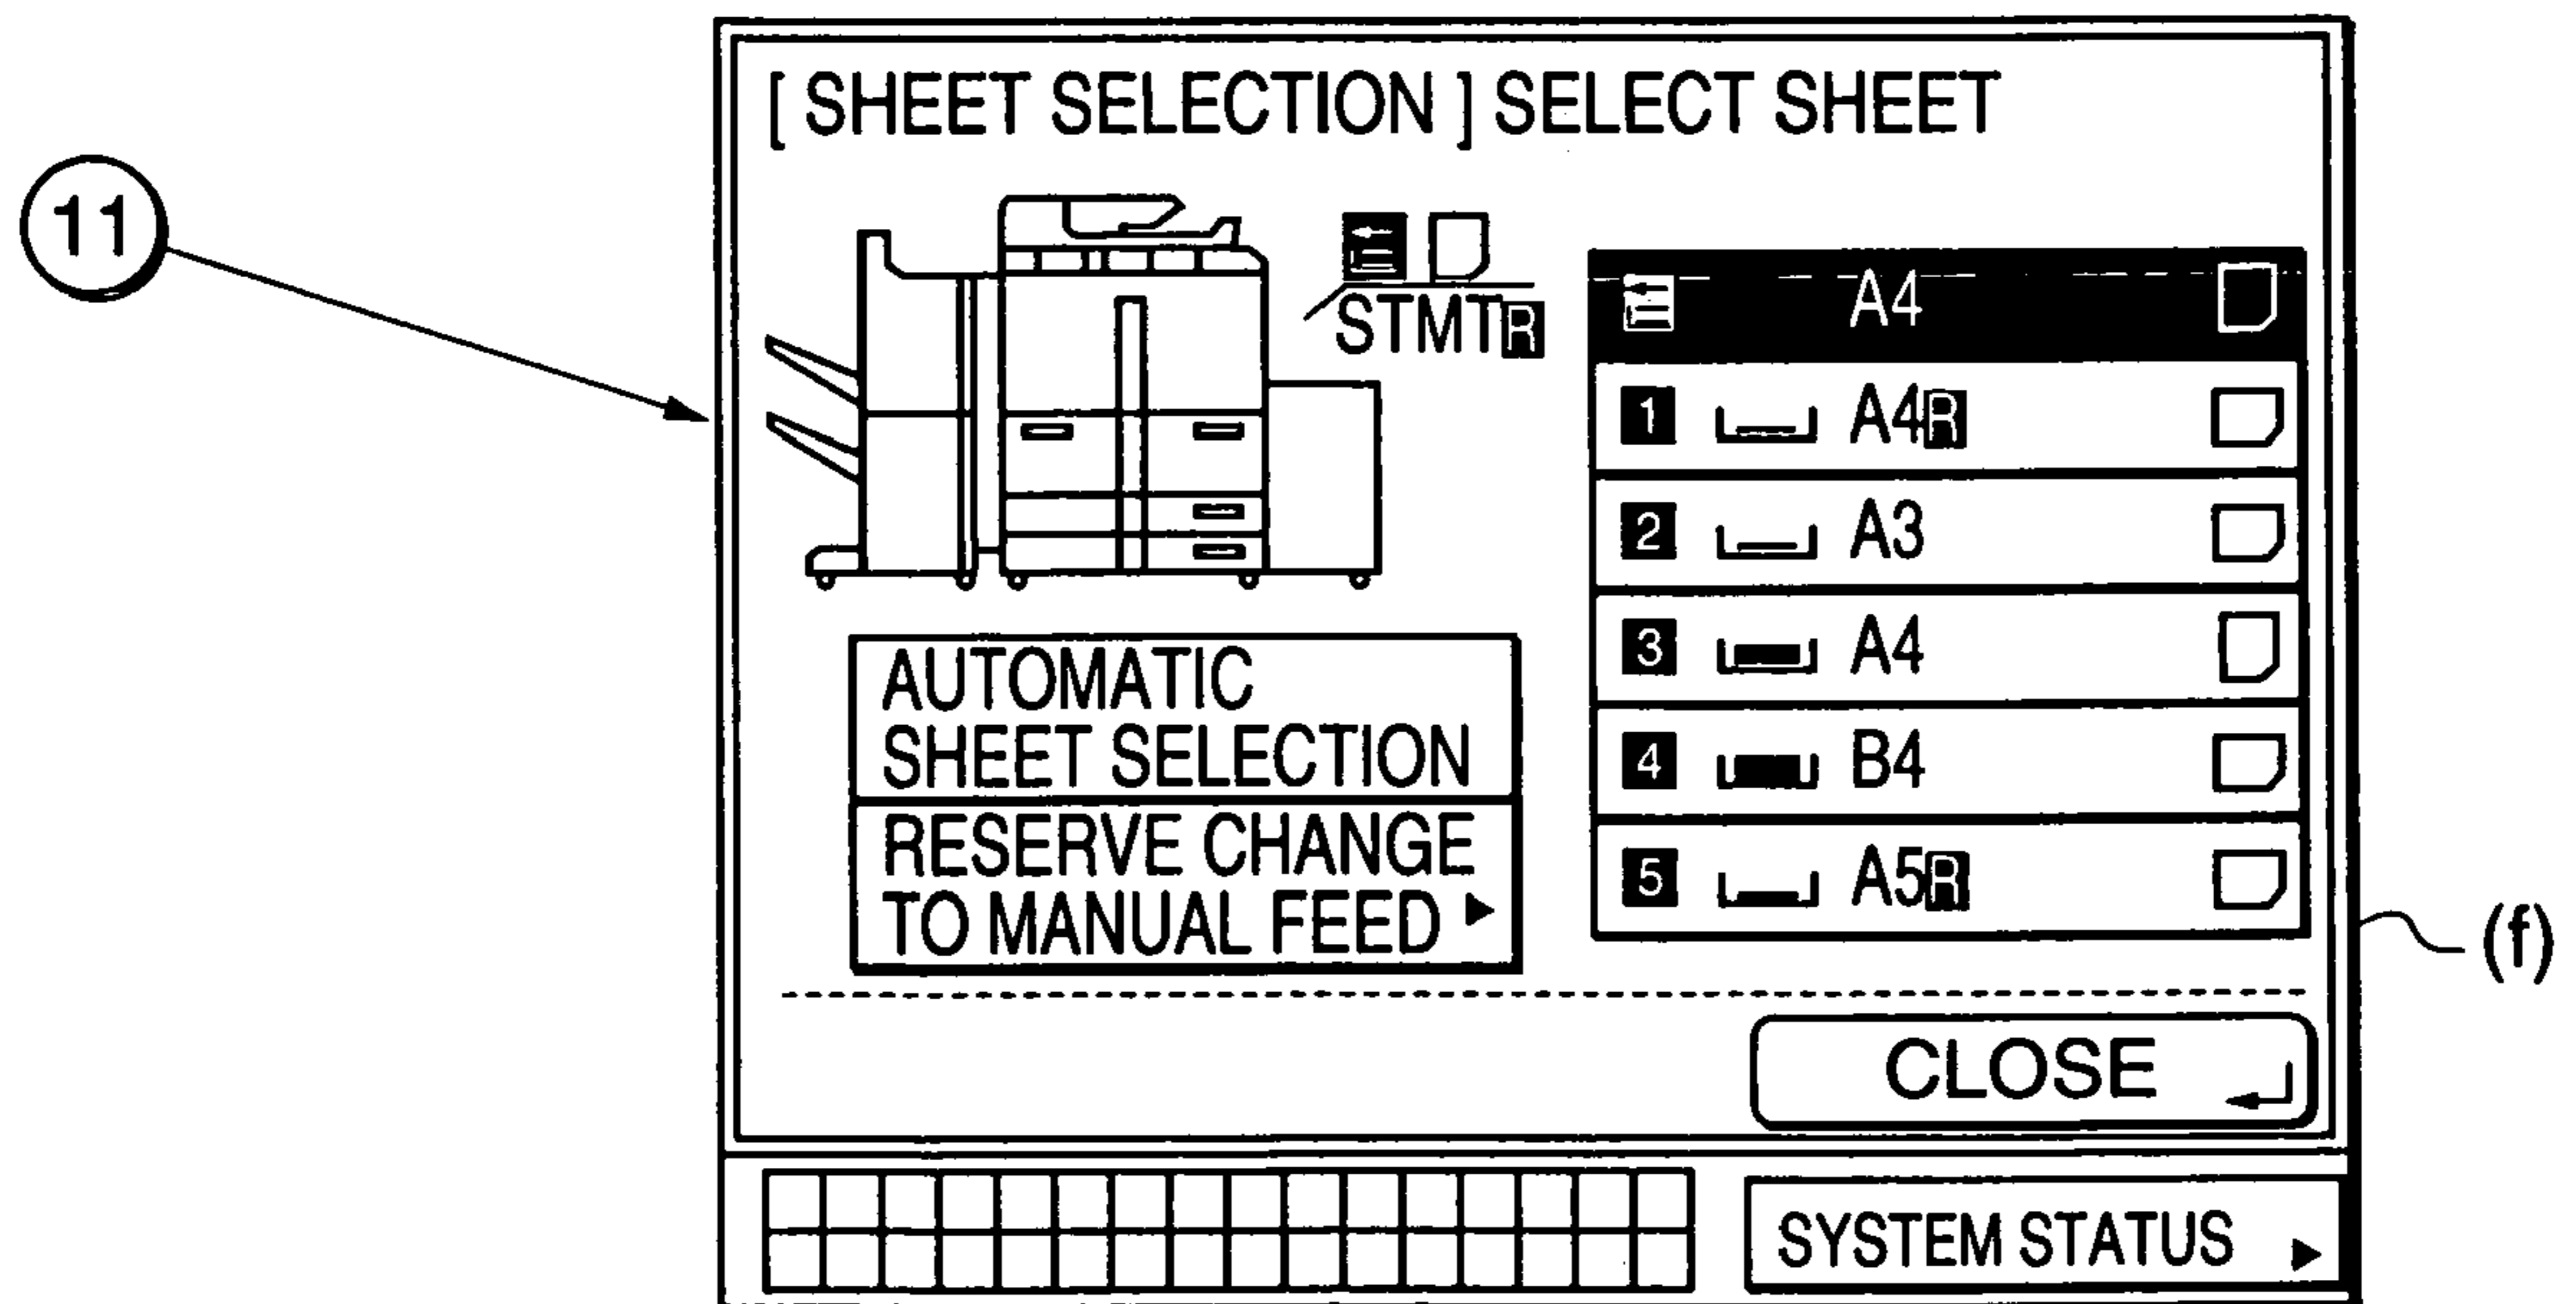 [ SHEET SELECTION ] SELECT SHEET
11
STMTR
A4
1 A4R
2 A3
3 A4
4 B4
5 A5R
AUTOMATIC
SHEET SELECTION
RESERVE CHANGE
TO MANUAL FEED
(f)
CLOSE
SYSTEM STATUS